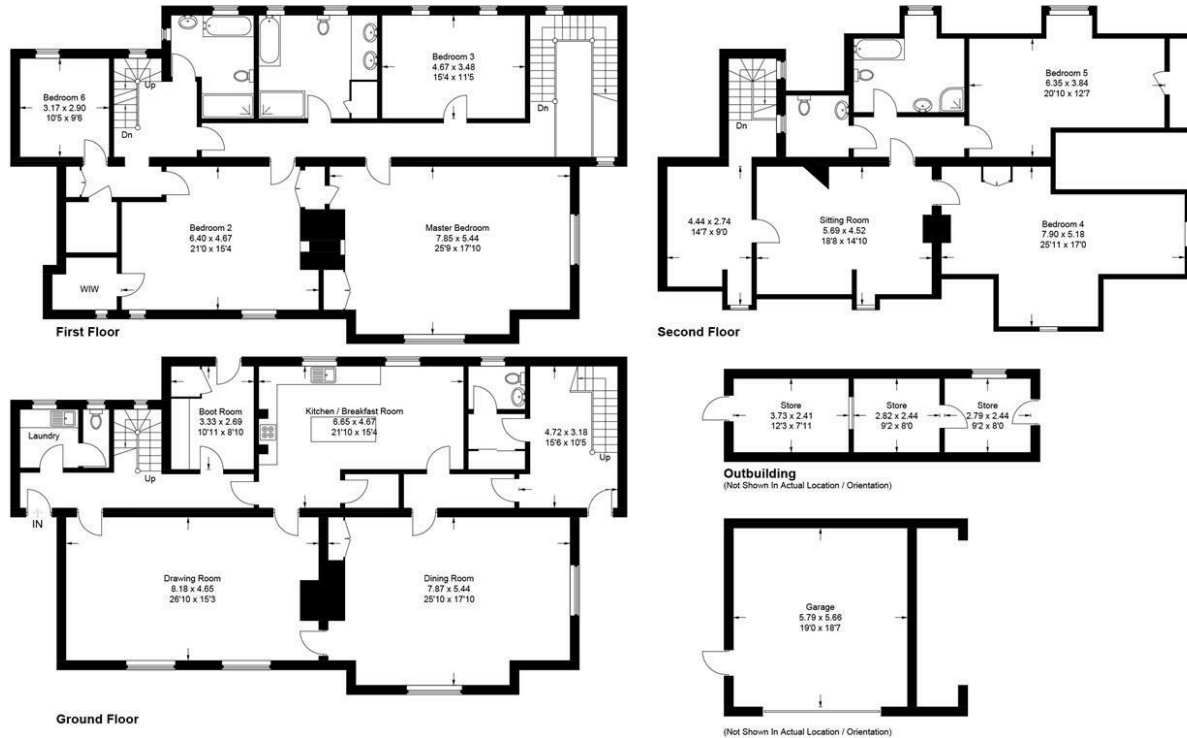 Bedroom 6
3.17 x 2.90
10'5 x 9'6
Up
Dn
Bedroom 3
4.67 x 3.48
15'4 x 11'5
Dn
Bedroom 2
6.40 x 4.67
21'0 x 15'4
Master Bedroom
7.85 x 5.44
25'9 x 17'10
WIW
First Floor
Dn
Bedroom 5
6.35 x 3.84
20'10 x 12'7
4.44 x 2.74
14'7 x 9'0
Sitting Room
5.69 x 4.52
18'8 x 14'10
Bedroom 4
7.90 x 5.18
25'11 x 17'0
Second Floor
Laundry
Up
Boot Room
3.33 x 2.69
10'11 x 8'10
Kitchen / Breakfast Room
6.65 x 4.67
21'10 x 15'4
4.72 x 3.18
15'6 x 10'5
Up
IN
Drawing Room
8.18 x 4.65
26'10 x 15'3
Dining Room
7.87 x 5.44
25'10 x 17'10
Ground Floor
Store
3.73 x 2.41
12'3 x 7'11
Store
2.82 x 2.44
9'2 x 8'0
Store
2.79 x 2.44
9'2 x 8'0
Outbuilding
(Not Shown In Actual Location / Orientation)
Garage
5.79 x 5.66
19'0 x 18'7
(Not Shown In Actual Location / Orientation)